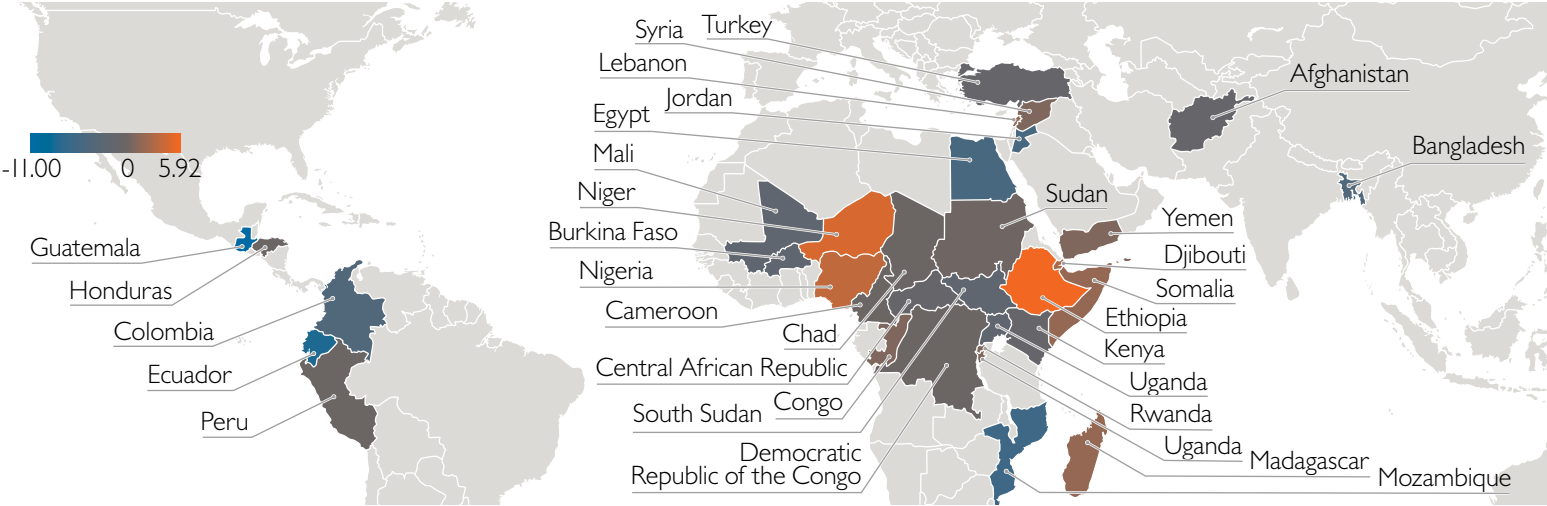 Syria
Turkey
Lebanon
Jordan
Egypt
Mali
Niger
Burkina Faso
Nigeria
Cameroon
Chad
Central African Republic
Congo
South Sudan
Democratic
Republic of the Congo
Afghanistan
Bangladesh
Sudan
Yemen
Djibouti
Somalia
Ethiopia
Kenya
Uganda
Rwanda
Uganda
Madagascar
Mozambique
-11.00 0 5.92
Guatemala
Honduras
Colombia
Ecuador
Peru